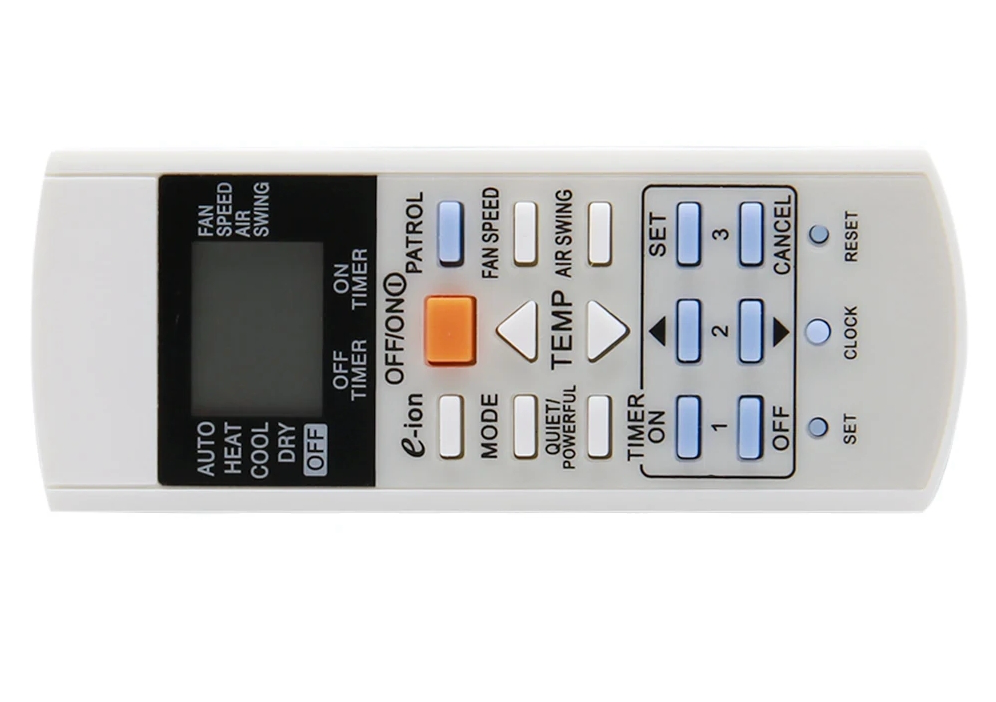 AUTO
HEAT
COOL
DRY
OFF
FAN
SPEED
AIR
SWING
OFF
TIMER
ON
TIMER
OFF/ON
e-ion
PATROL
MODE
FAN SPEED
TEMP
QUIET/
POWERFUL
AIR SWING
TIMER
ON
SET
1
2
3
OFF
CANCEL
SET
CLOCK
RESET